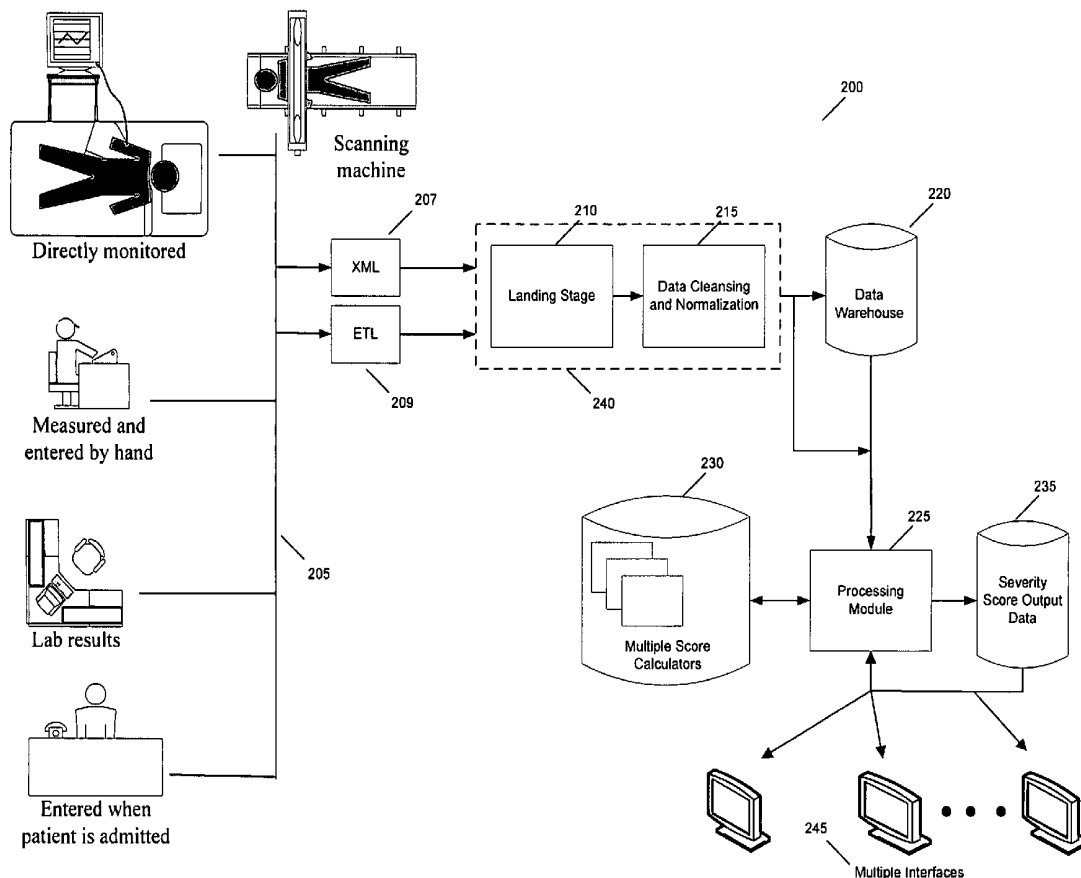 200
Scanning
machine
Directly monitored
207
XML
ETL
209
210
Landing Stage
215
Data Cleansing
and Normalization
240
220
Data
Warehouse
Measured and
entered by hand
205
Lab results
Entered when
patient is admitted
230
Multiple Score
Calculators
225
Processing
Module
235
Severity
Score Output
Data
245
Multiple Interfaces